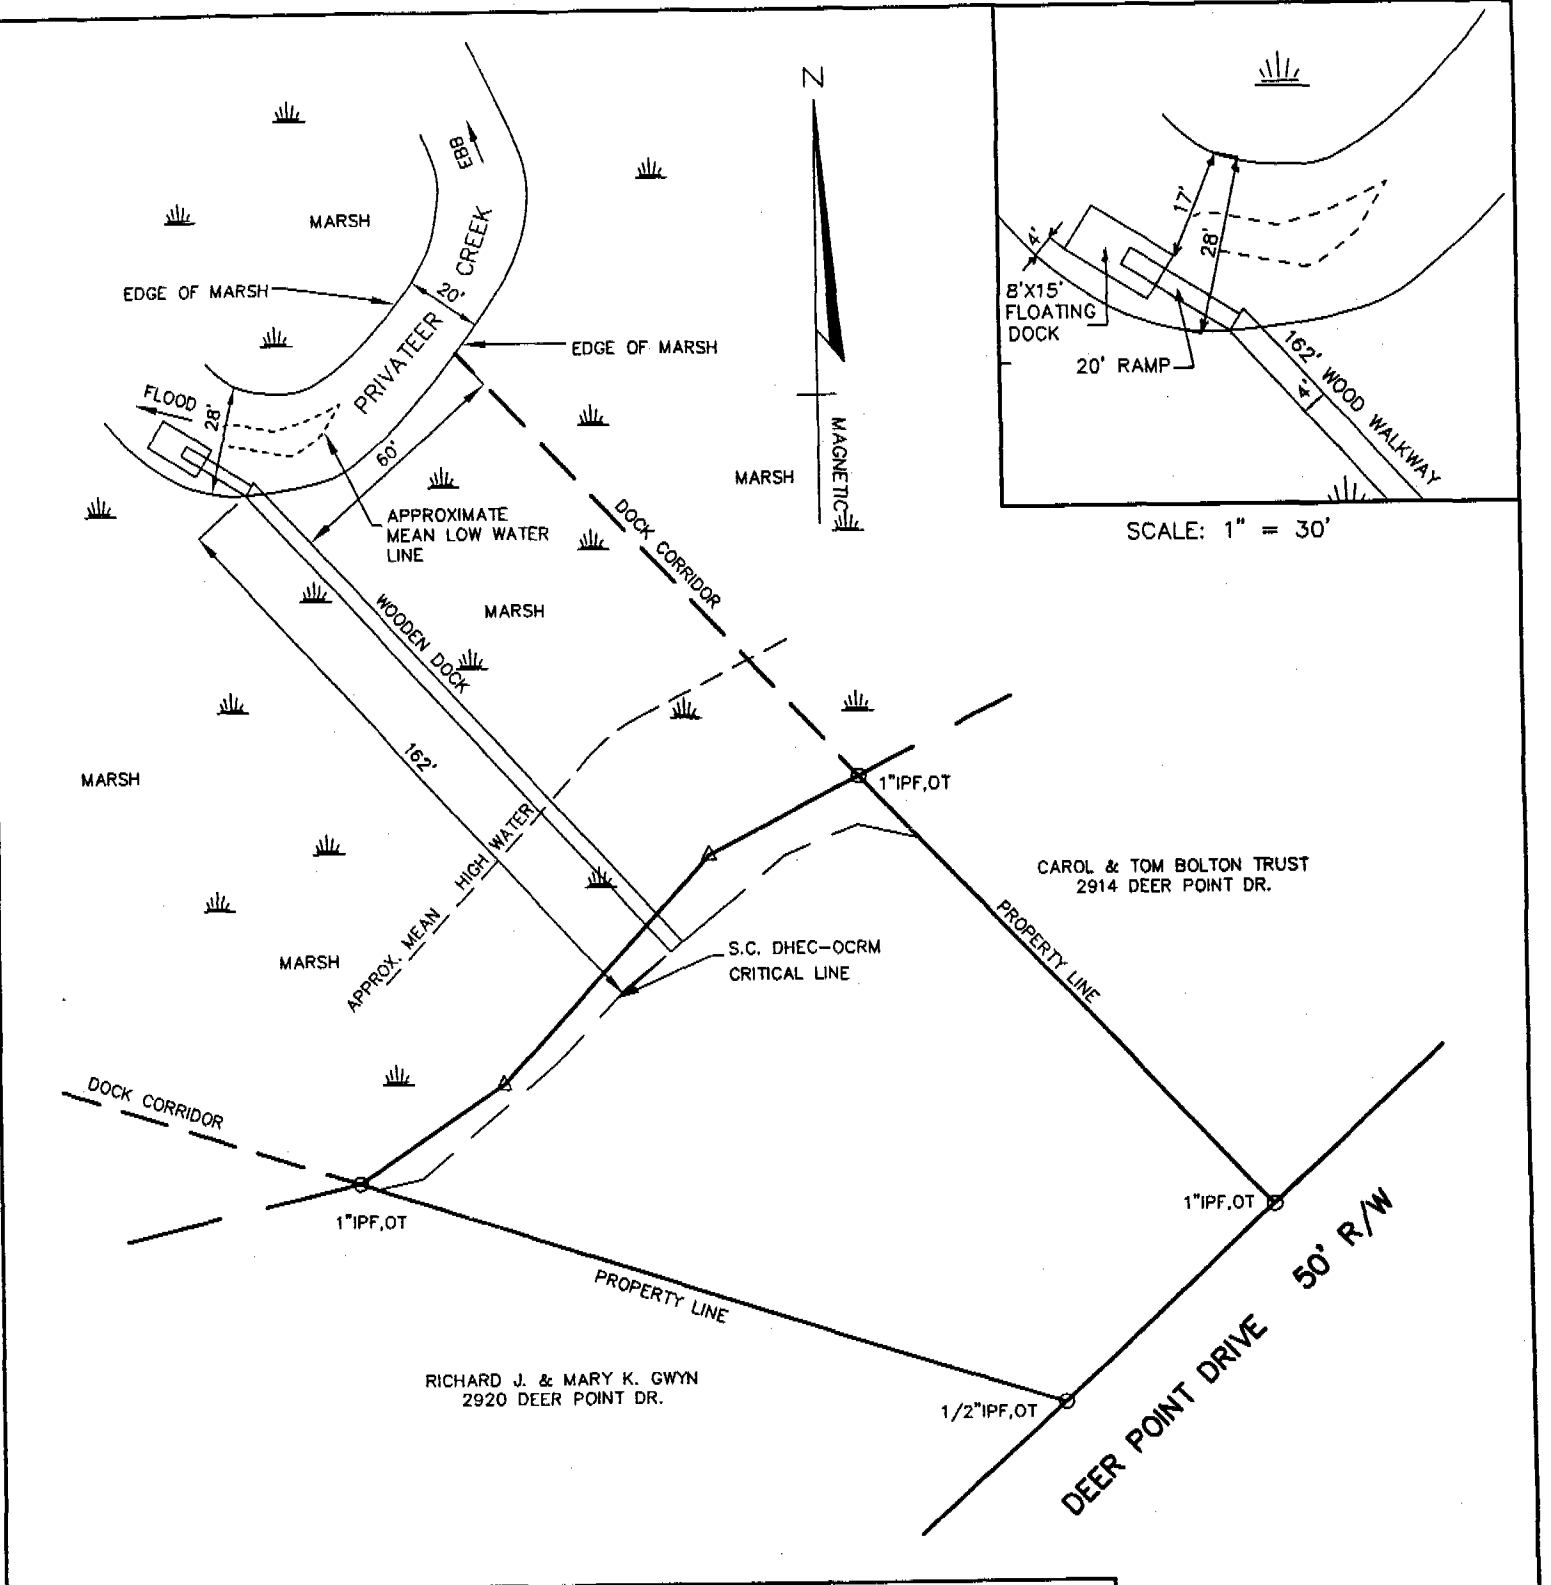 N
EBB
MARSH
PRIVATEER CREEK
EDGE OF MARSH
20'
EDGE OF MARSH
FLOOD
28'
60'
APPROXIMATE
MEAN LOW WATER
LINE
MAGNETIC
MARSH
DOCK CORRIDOR
WOODEN DOCK
MARSH
162'
MARSH
APPROX. MEAN HIGH WATER
MARSH
1"IPF,OT
S.C. DHEC-OCRM
CRITICAL LINE
CAROL & TOM BOLTON TRUST
2914 DEER POINT DR.
PROPERTY LINE
DOCK CORRIDOR
1"IPF,OT
1"IPF,OT
PROPERTY LINE
RICHARD J. & MARY K. GWYN
2920 DEER POINT DR.
1/2"IPF,OT
DEER POINT DRIVE 50' R/W
17'
28'
4'
8'X15'
FLOATING
DOCK
20' RAMP
162' WOOD WALKWAY
4'
SCALE: 1" = 30'